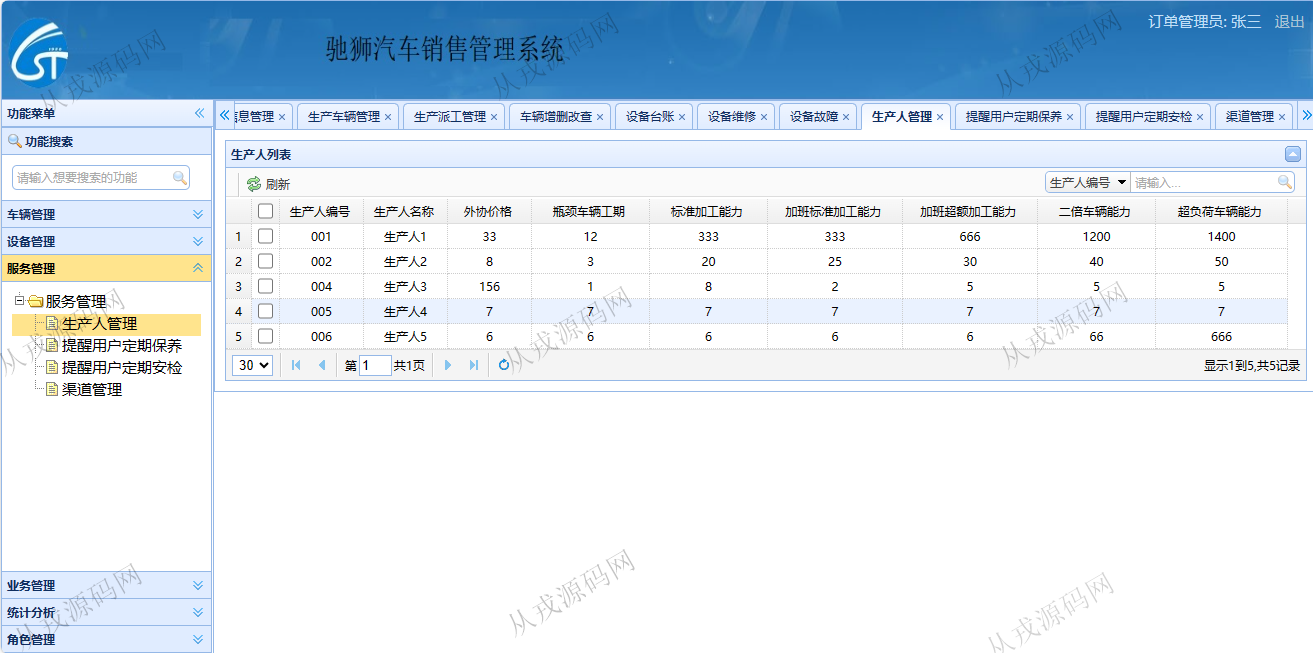 订单管理员: 张三 退出
驰狮汽车销售管理系统
GST
功能菜单
息管理 生产车辆管理 生产派工管理 车辆增删改查 设备台账 设备维修 设备故障 生产人管理 提醒用户定期保养 提醒用户定期安检 渠道管理
功能搜索
请输入想要搜索的功能
车辆管理
设备管理
服务管理
服务管理
生产人管理
提醒用户定期保养
提醒用户定期安检
渠道管理
业务管理
统计分析
角色管理
生产人列表
刷新 生产人编号 请输入...
生产人编号 生产人名称 外协价格 瓶颈车辆工期 标准加工能力 加班标准加工能力 加班超额加工能力 二倍车辆能力 超负荷车辆能力
1 001 生产人1 33 12 333 333 666 1200 1400
2 002 生产人2 8 3 20 25 30 40 50
3 004 生产人3 156 1 8 2 5 5 5
4 005 生产人4 7 7 7 7 7 7 7
5 006 生产人5 6 6 6 6 6 66 666
30 第 1 共1页 显示1到5,共5记录
从戎源码网
从戎源码网
从戎源码网
从戎源码网
从戎源码网
从戎源码网
从戎源码网
从戎源码网
从戎源码网